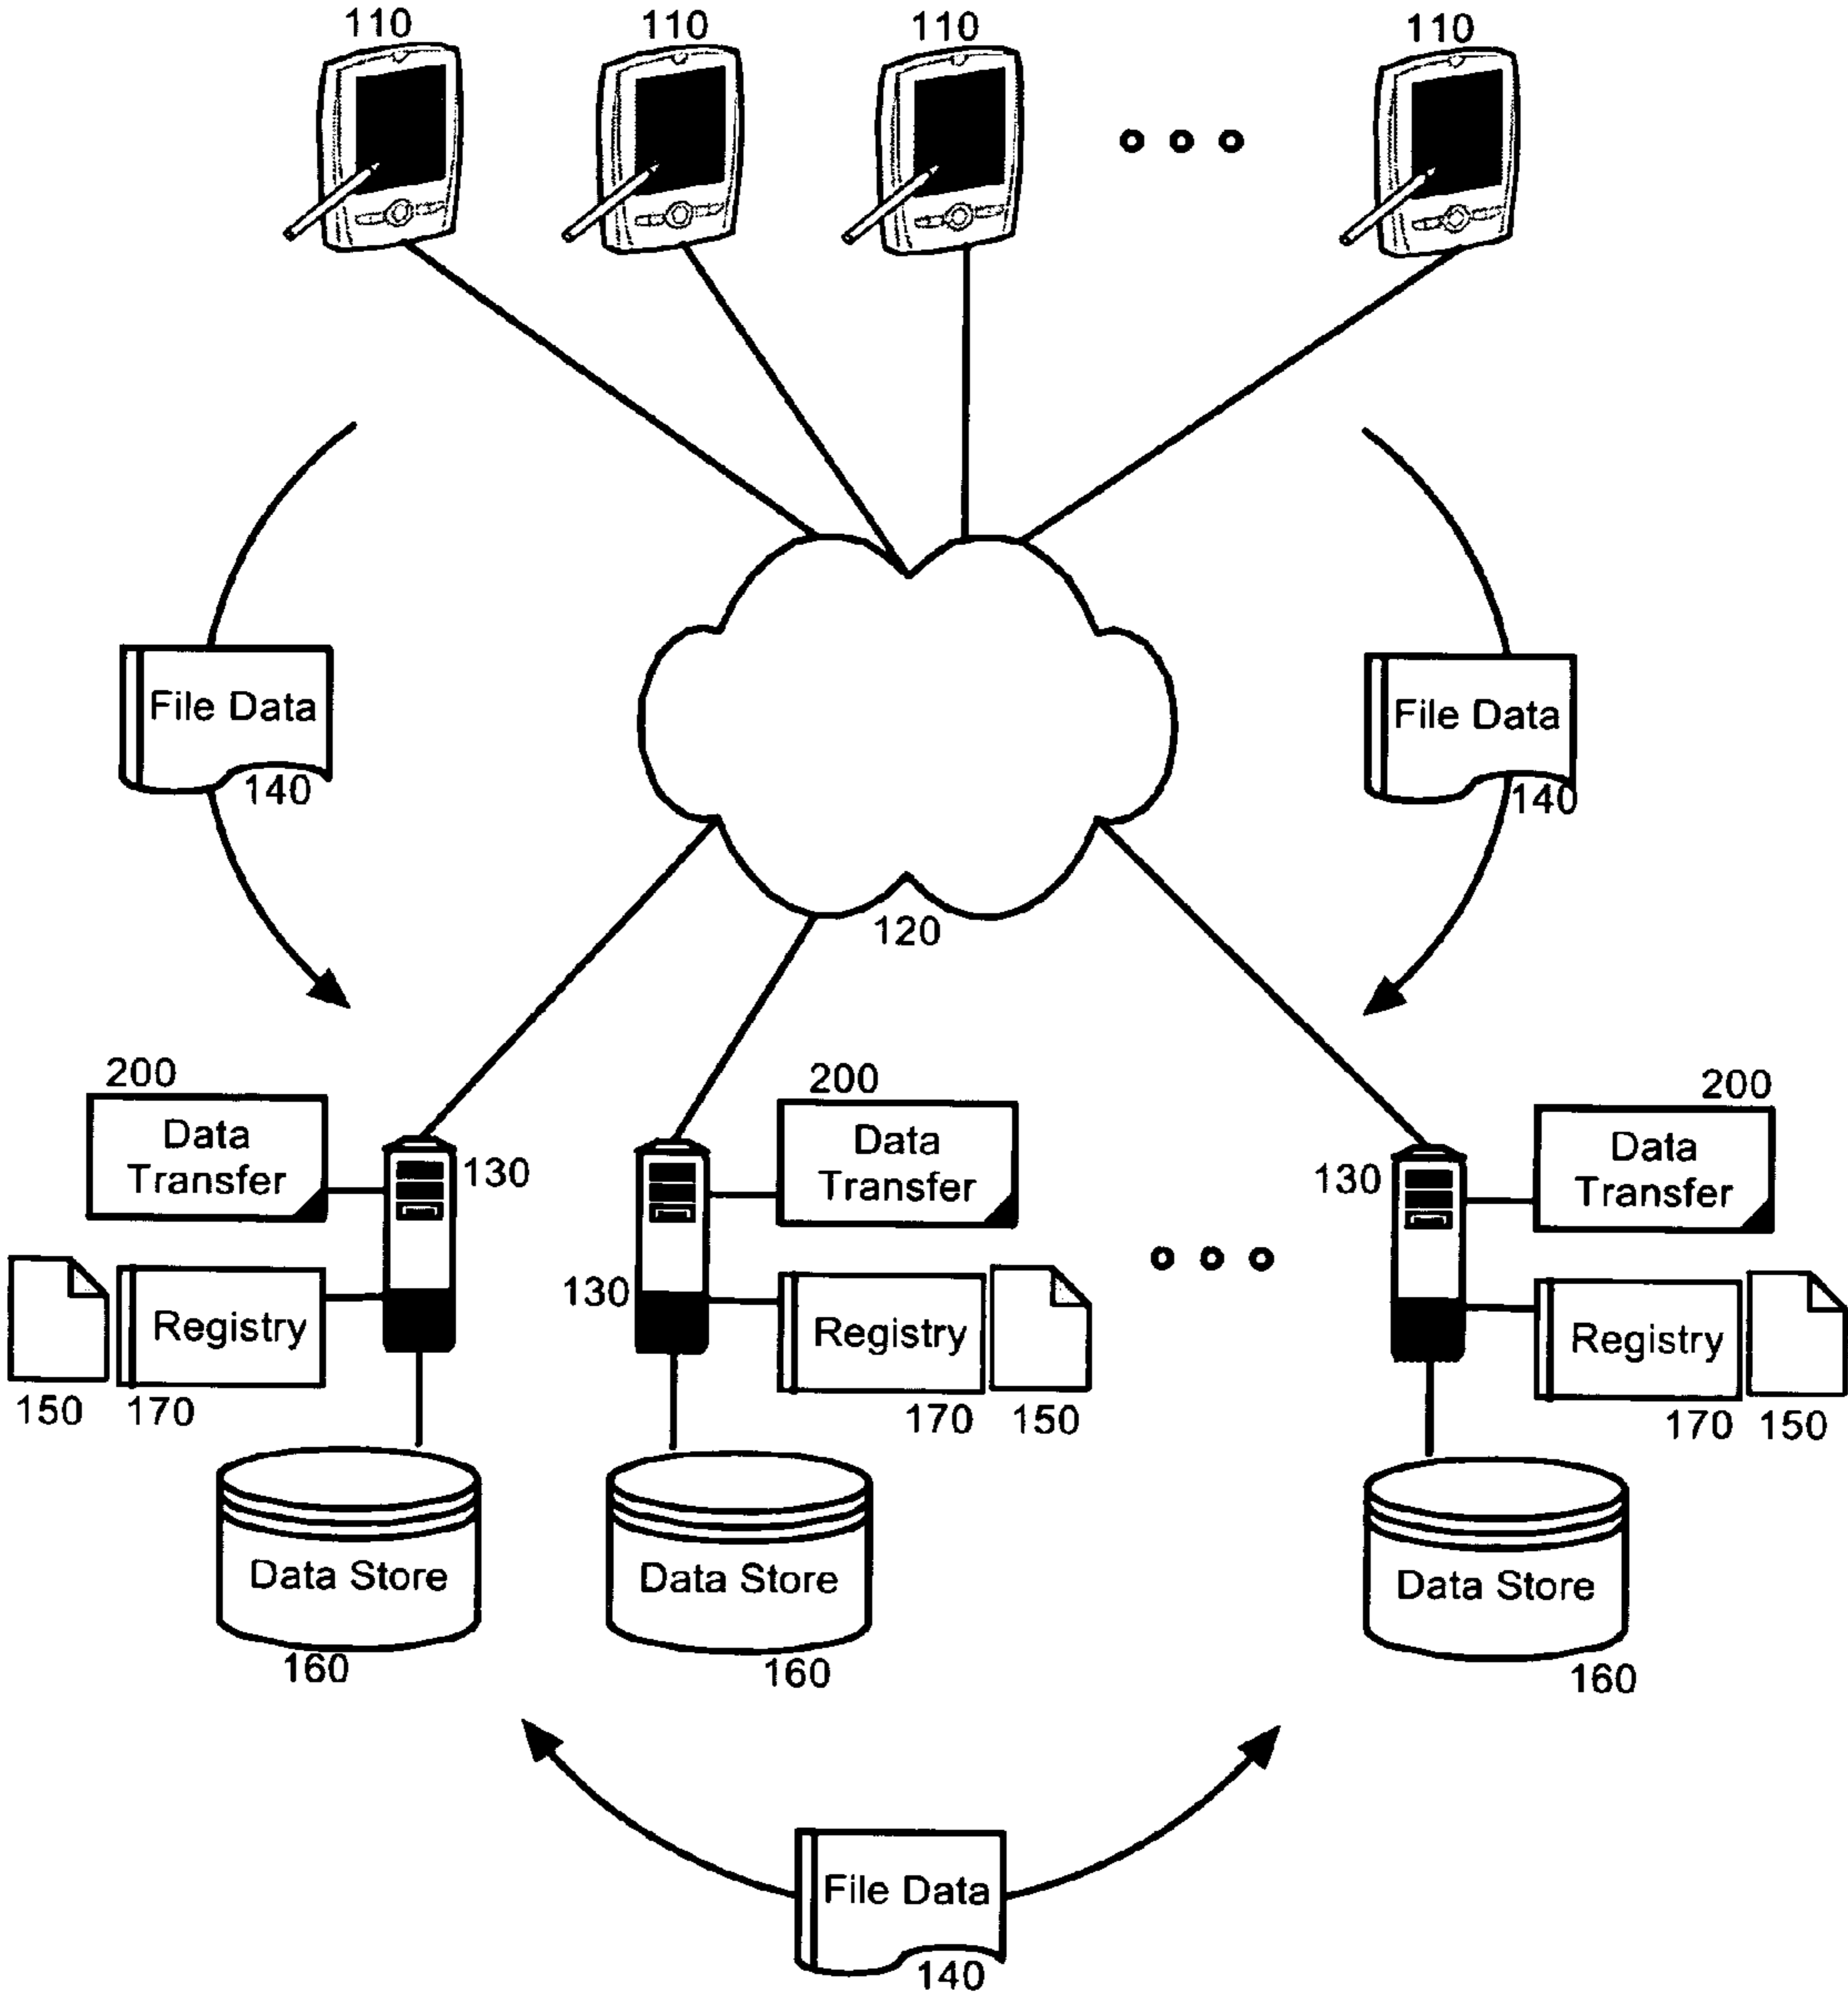 110
110
110
110
File Data
140
File Data
140
120
200
Data
Transfer
130
200
Data
Transfer
200
Data
Transfer
130
130
Registry
150
170
Registry
170
150
Registry
170
150
Data Store
160
Data Store
160
Data Store
160
File Data
140